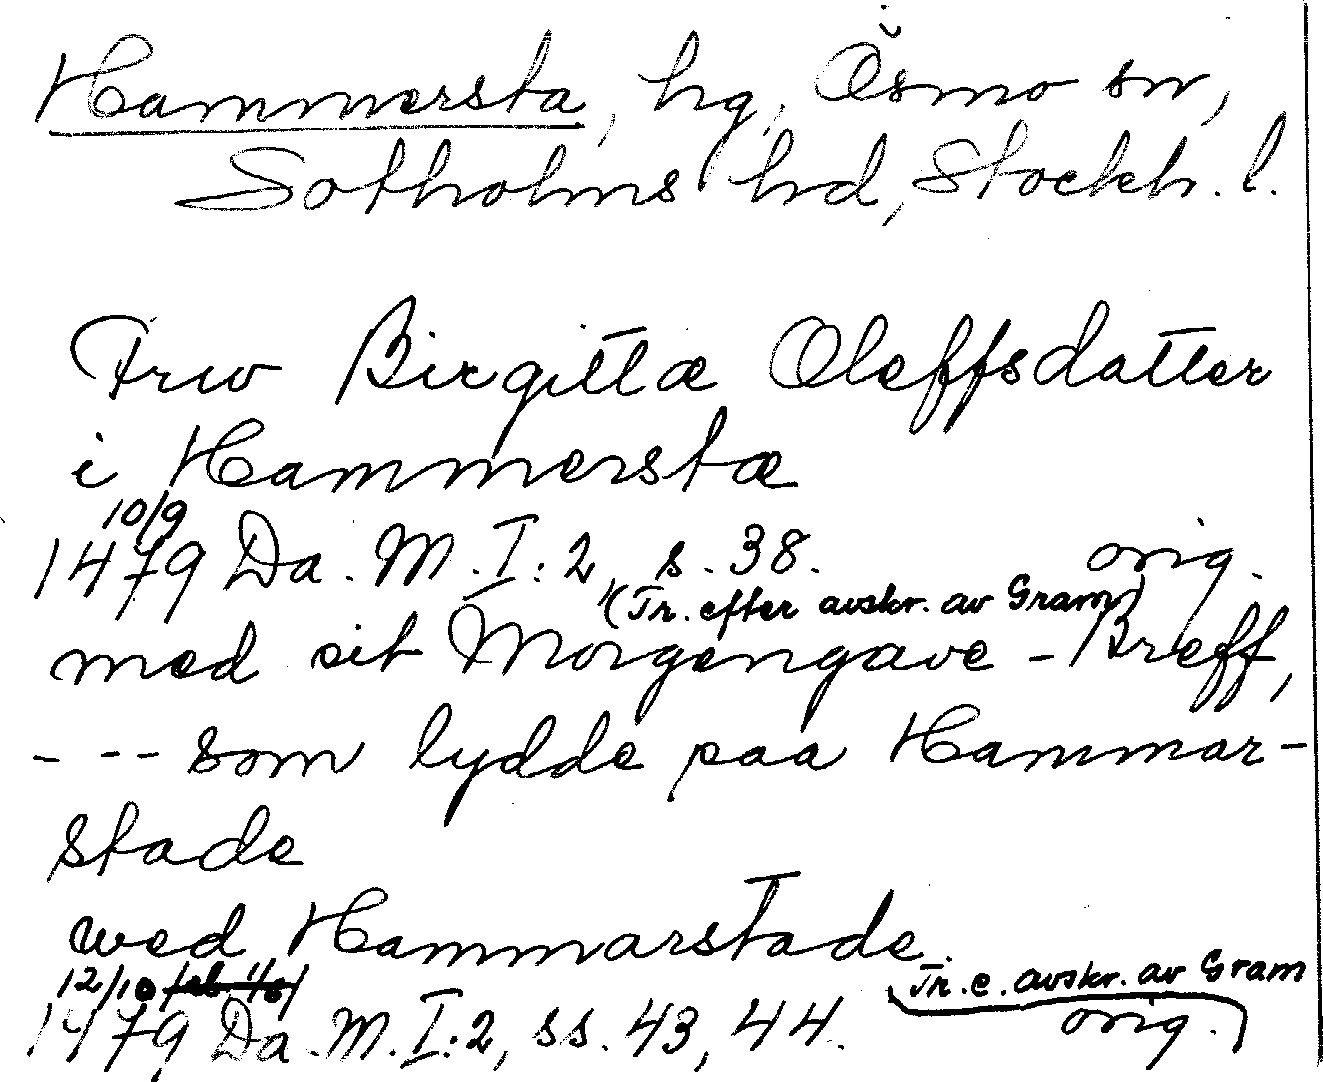 Hammersta, hg, Ösmo sn,
Sotholms hd, Stockh. l.
Frw Birgittæ Oleffsdatter
i Hammerstæ
10/9
1479 Da. M. I:2, s. 38. orig.
(Tr. efter avskr. av Gram)
med sit Morgengave-Breff,
- - - som lydde paa Hammar-
stade
wed Hammarstade.
12/10
Tr. e. avskr. av Gram
1479 Da. M. I:2, ss. 43, 44. orig.